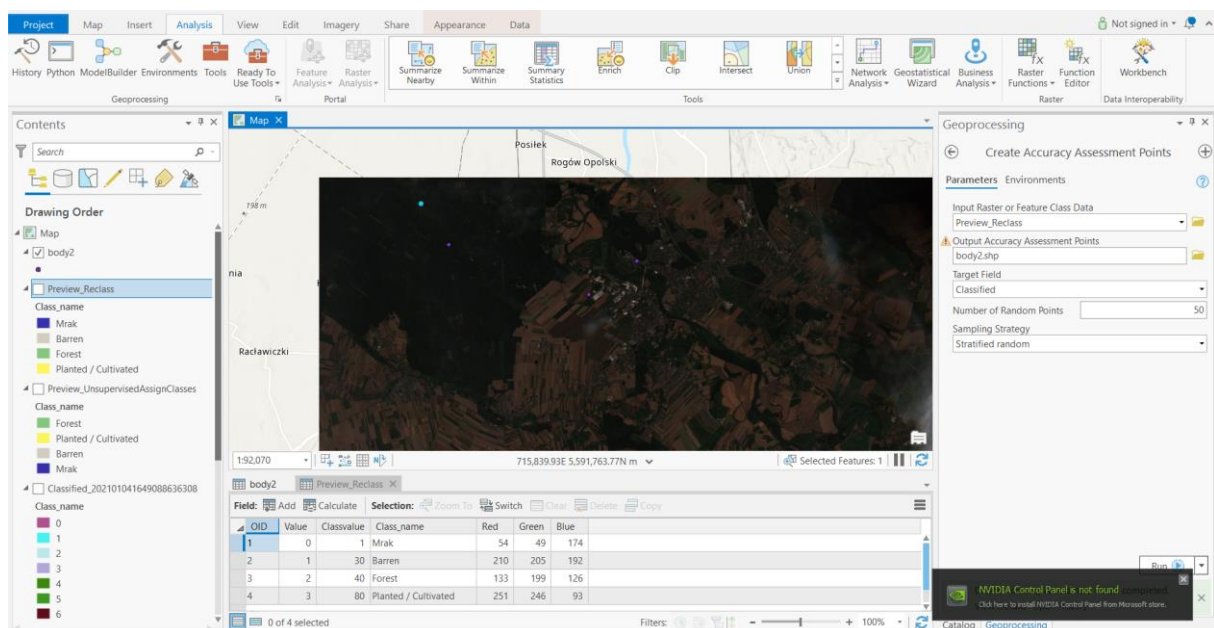 Project Map Insert Analysis View Edit Imagery Share Appearance Data Not signed in
History Python ModelBuilder Environments Tools Ready To Use Tools Feature Analysis Raster Analysis Summarize Nearby Summarize Within Summary Statistics Enrich Clip Intersect Union Network Analysis Geostatistical Wizard Business Analysis Raster Functions Function Editor Workbench
Geoprocessing Portal Tools Raster Data Interoperability
Contents
Search
Drawing Order
Map
body2
Preview_Reclass
Class_name
Mrak
Barren
Forest
Planted / Cultivated
Preview_UnsupervisedAssignClasses
Class_name
Forest
Planted / Cultivated
Barren
Mrak
Classified_202101041649088636308
Class_name
0
1
2
3
4
5
6
Map
Posiłek
Rogów Opolski
198 m
nia
Racławiczki
1:92,070 715,839.93E 5,591,763.77N m Selected Features: 1
body2 Preview_Reclass
Field: Add Calculate Selection: Zoom To Switch Clear Delete Copy
OID Value Classvalue Class_name Red Green Blue
1 0 1 Mrak 54 49 174
2 1 30 Barren 210 205 192
3 2 40 Forest 133 199 126
4 3 80 Planted / Cultivated 251 246 93
0 of 4 selected Filters: 100%
Geoprocessing
Create Accuracy Assessment Points
Parameters Environments
Input Raster or Feature Class Data
Preview_Reclass
Output Accuracy Assessment Points
body2.shp
Target Field
Classified
Number of Random Points 50
Sampling Strategy
Stratified random
Run
NVIDIA Control Panel is not found
Click here to install NVIDIA Control Panel from Microsoft store.
Catalog Geoprocessing